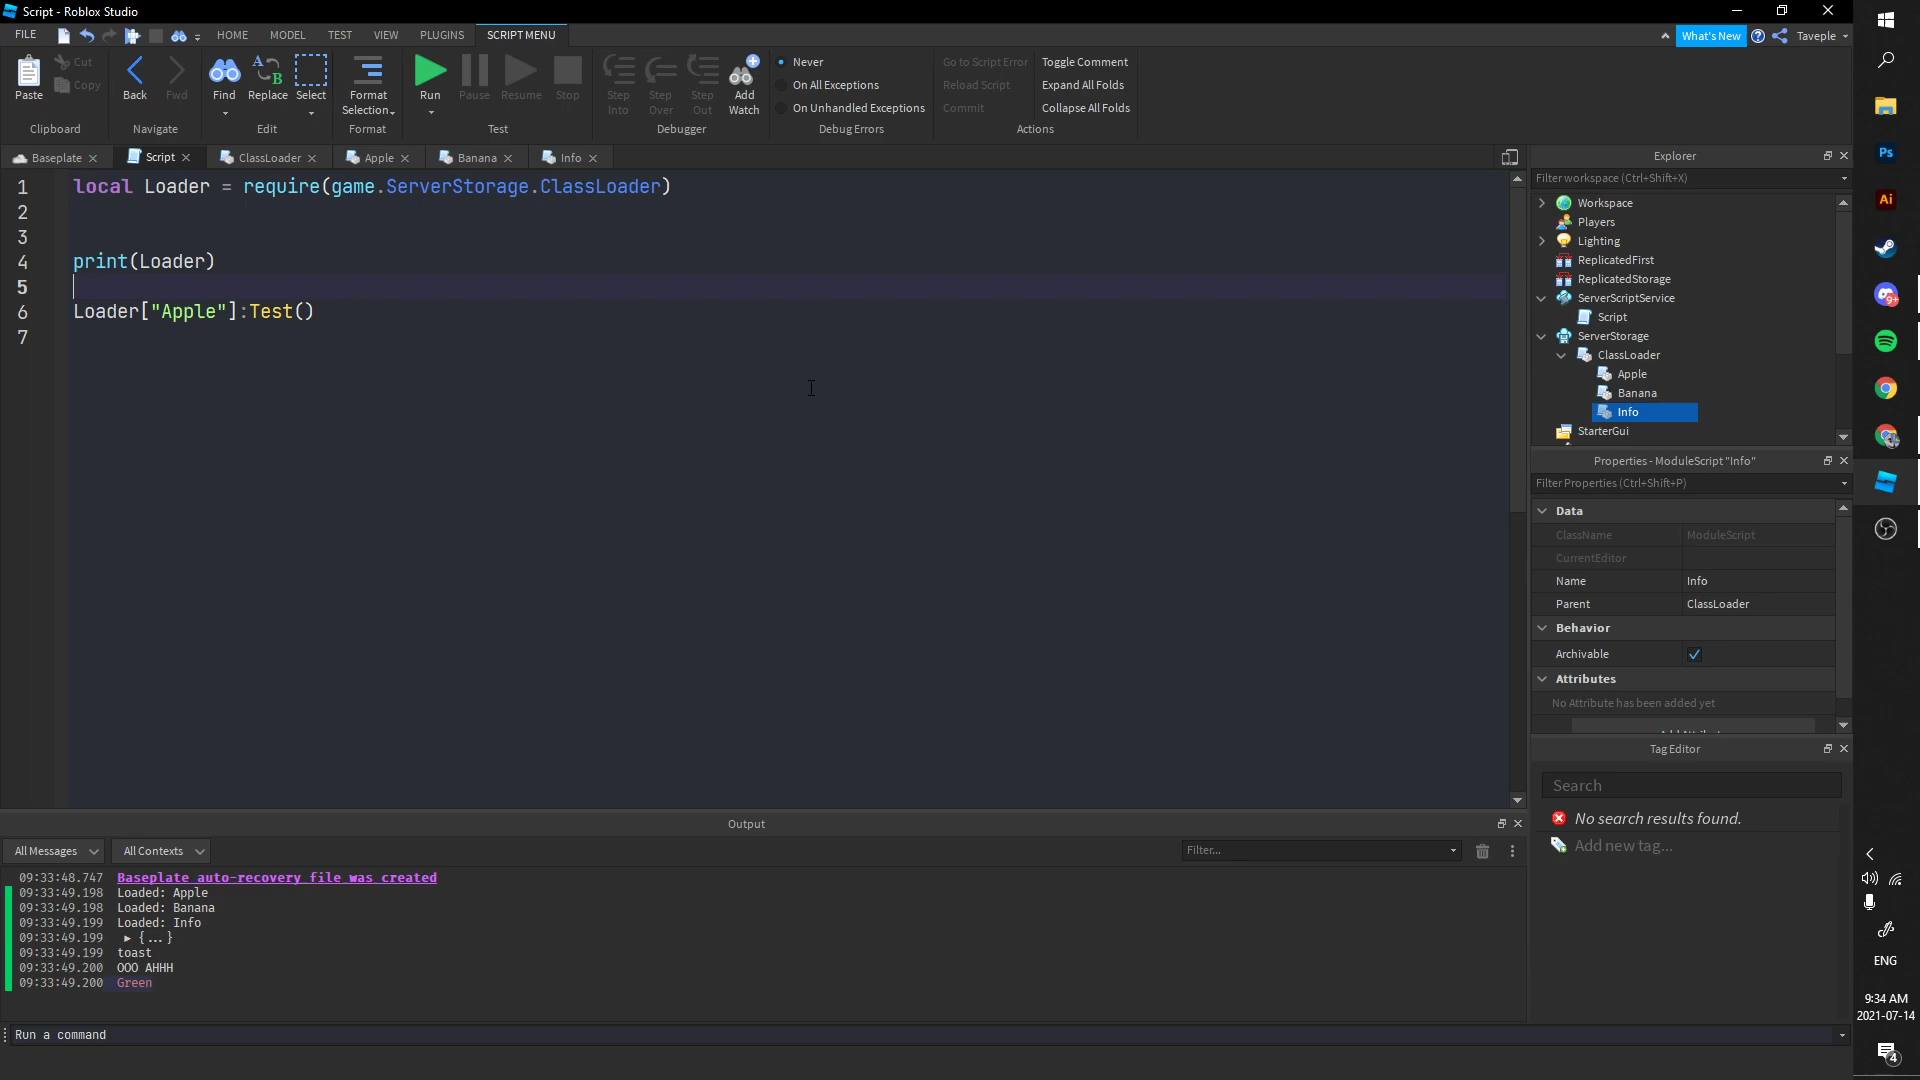 Script - Roblox Studio
FILE HOME MODEL TEST VIEW PLUGINS SCRIPT MENU What's New Taveple
Paste Cut Copy Back Fwd Find Replace Select Format Selection Run Pause Resume Stop Step Into Step Over Step Out Add Watch
Never Go to Script Error Toggle Comment
On All Exceptions Reload Script Expand All Folds
On Unhandled Exceptions Commit Collapse All Folds
Clipboard Navigate Edit Format Test Debugger Debug Errors Actions
Baseplate Script ClassLoader Apple Banana Info
1 local Loader = require(game.ServerStorage.ClassLoader)
2
3
4 print(Loader)
5
6 Loader["Apple"]:Test()
7
Explorer
Filter workspace (Ctrl+Shift+X)
Workspace
Players
Lighting
ReplicatedFirst
ReplicatedStorage
ServerScriptService
Script
ServerStorage
ClassLoader
Apple
Banana
Info
StarterGui
Properties - ModuleScript "Info"
Filter Properties (Ctrl+Shift+P)
Data
ClassName ModuleScript
CurrentEditor
Name Info
Parent ClassLoader
Behavior
Archivable
Attributes
No Attribute has been added yet
Tag Editor
Search
No search results found.
Add new tag...
Output
All Messages All Contexts Filter...
09:33:48.747 Baseplate auto-recovery file was created
09:33:49.198 Loaded: Apple
09:33:49.198 Loaded: Banana
09:33:49.199 Loaded: Info
09:33:49.199 ▶ {...}
09:33:49.199 toast
09:33:49.200 OOO AHHH
09:33:49.200 Green
Run a command
Ps
Ai
9+
ENG
9:34 AM
2021-07-14
4